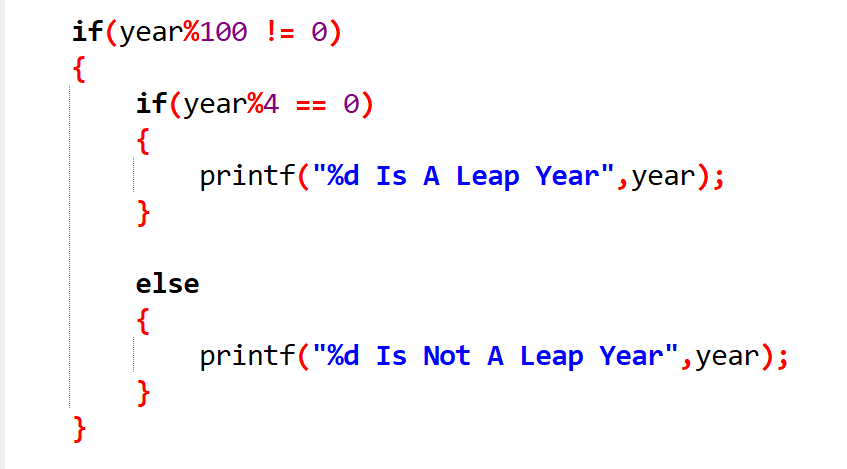 if(year%100 != 0)
{
if(year%4 == 0)
{
printf("%d Is A Leap Year",year);
}
else
{
printf("%d Is Not A Leap Year",year);
}
}